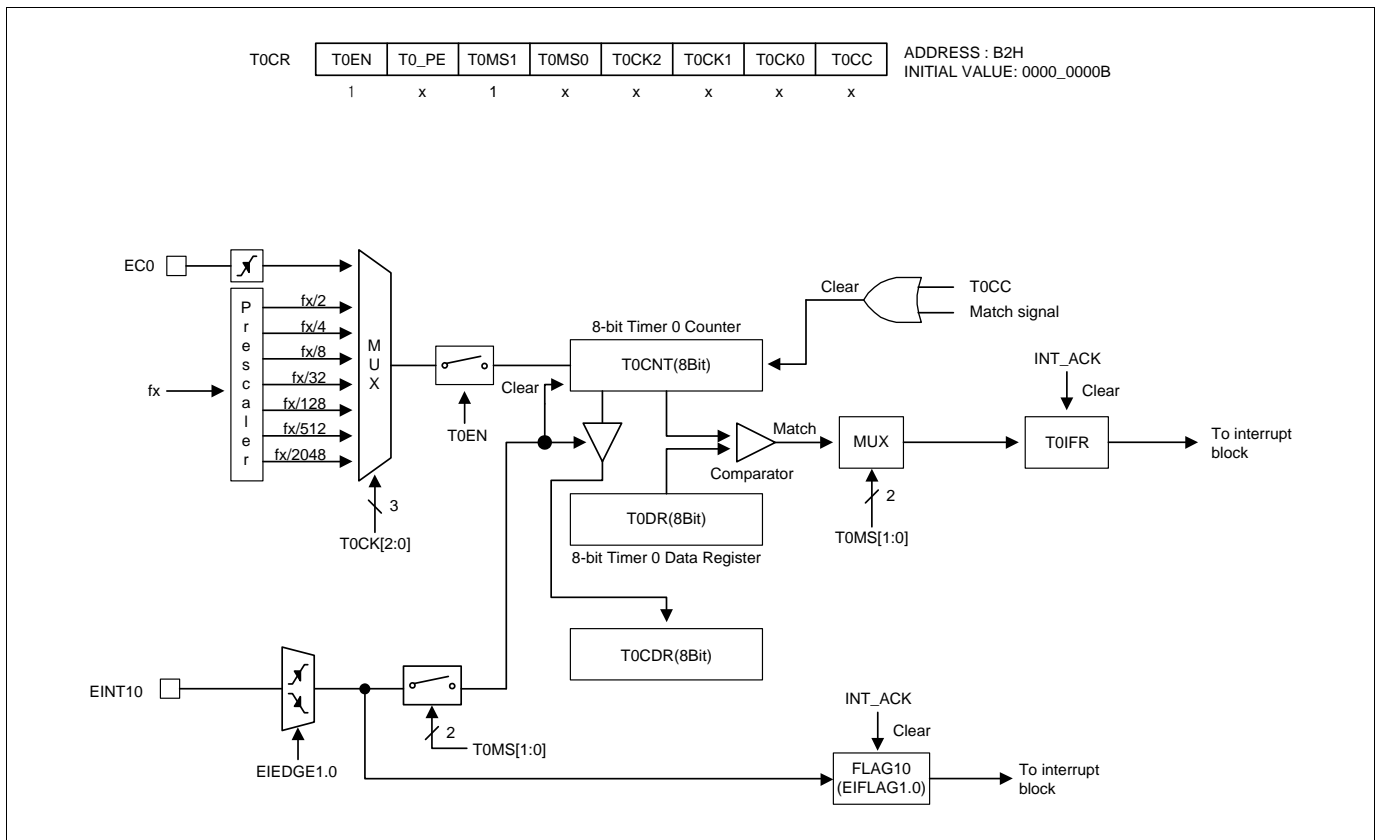 T0CR T0EN T0_PE T0MS1 T0MS0 T0CK2 T0CK1 T0CK0 T0CC ADDRESS : B2H
INITIAL VALUE: 0000_0000B
1 x 1 x x x x x
EC0
Prescaler
fx/2
fx/4
fx/8
fx/32
fx/128
fx/512
fx/2048
fx
MUX
3
T0CK[2:0]
T0EN
Clear
8-bit Timer 0 Counter
T0CNT(8Bit)
Clear
T0CC
Match signal
Match
Comparator
MUX
2
T0MS[1:0]
INT_ACK
Clear
T0IFR
To interrupt
block
T0DR(8Bit)
8-bit Timer 0 Data Register
T0CDR(8Bit)
EINT10
EIEDGE1.0
2
T0MS[1:0]
INT_ACK
Clear
FLAG10
(EIFLAG1.0)
To interrupt
block